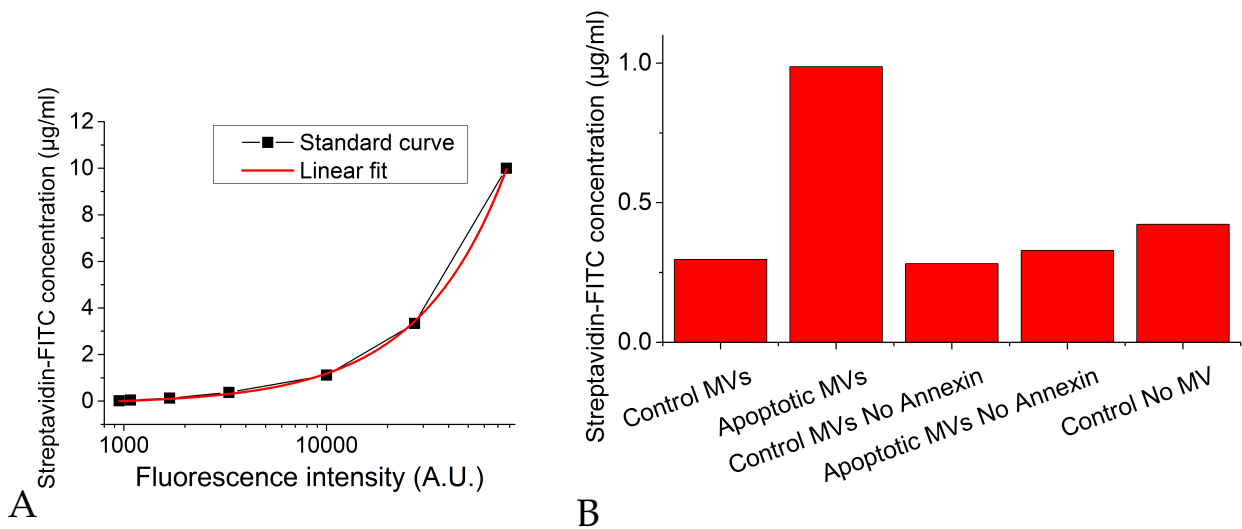 Streptavidin-FITC concentration (µg/ml)
12
10
8
6
4
2
0
Standard curve
Linear fit
1000
10000
Fluorescence intensity (A.U.)
A
Streptavidin-FITC concentration (µg/ml)
1.0
0.5
0.0
Control MVs
Apoptotic MVs
Control MVs No Annexin
Apoptotic MVs No Annexin
Control No MV
B